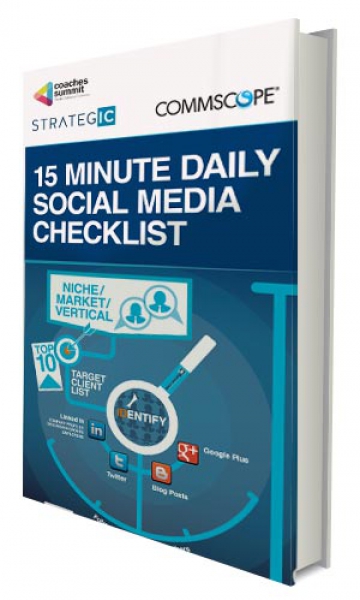 coaches
summit
COMMSCOPE
STRATEGIC
15 MINUTE DAILY
SOCIAL MEDIA
CHECKLIST
NICHE/
MARKET/
VERTICAL
TOP
10
TARGET
CLIENT
LIST
IDENTIFY
LinkedIn
in
Google Plus
g+
t
Twitter
Blog Posts